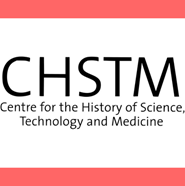 CHSTM
Centre for the History of Science,
Technology and Medicine